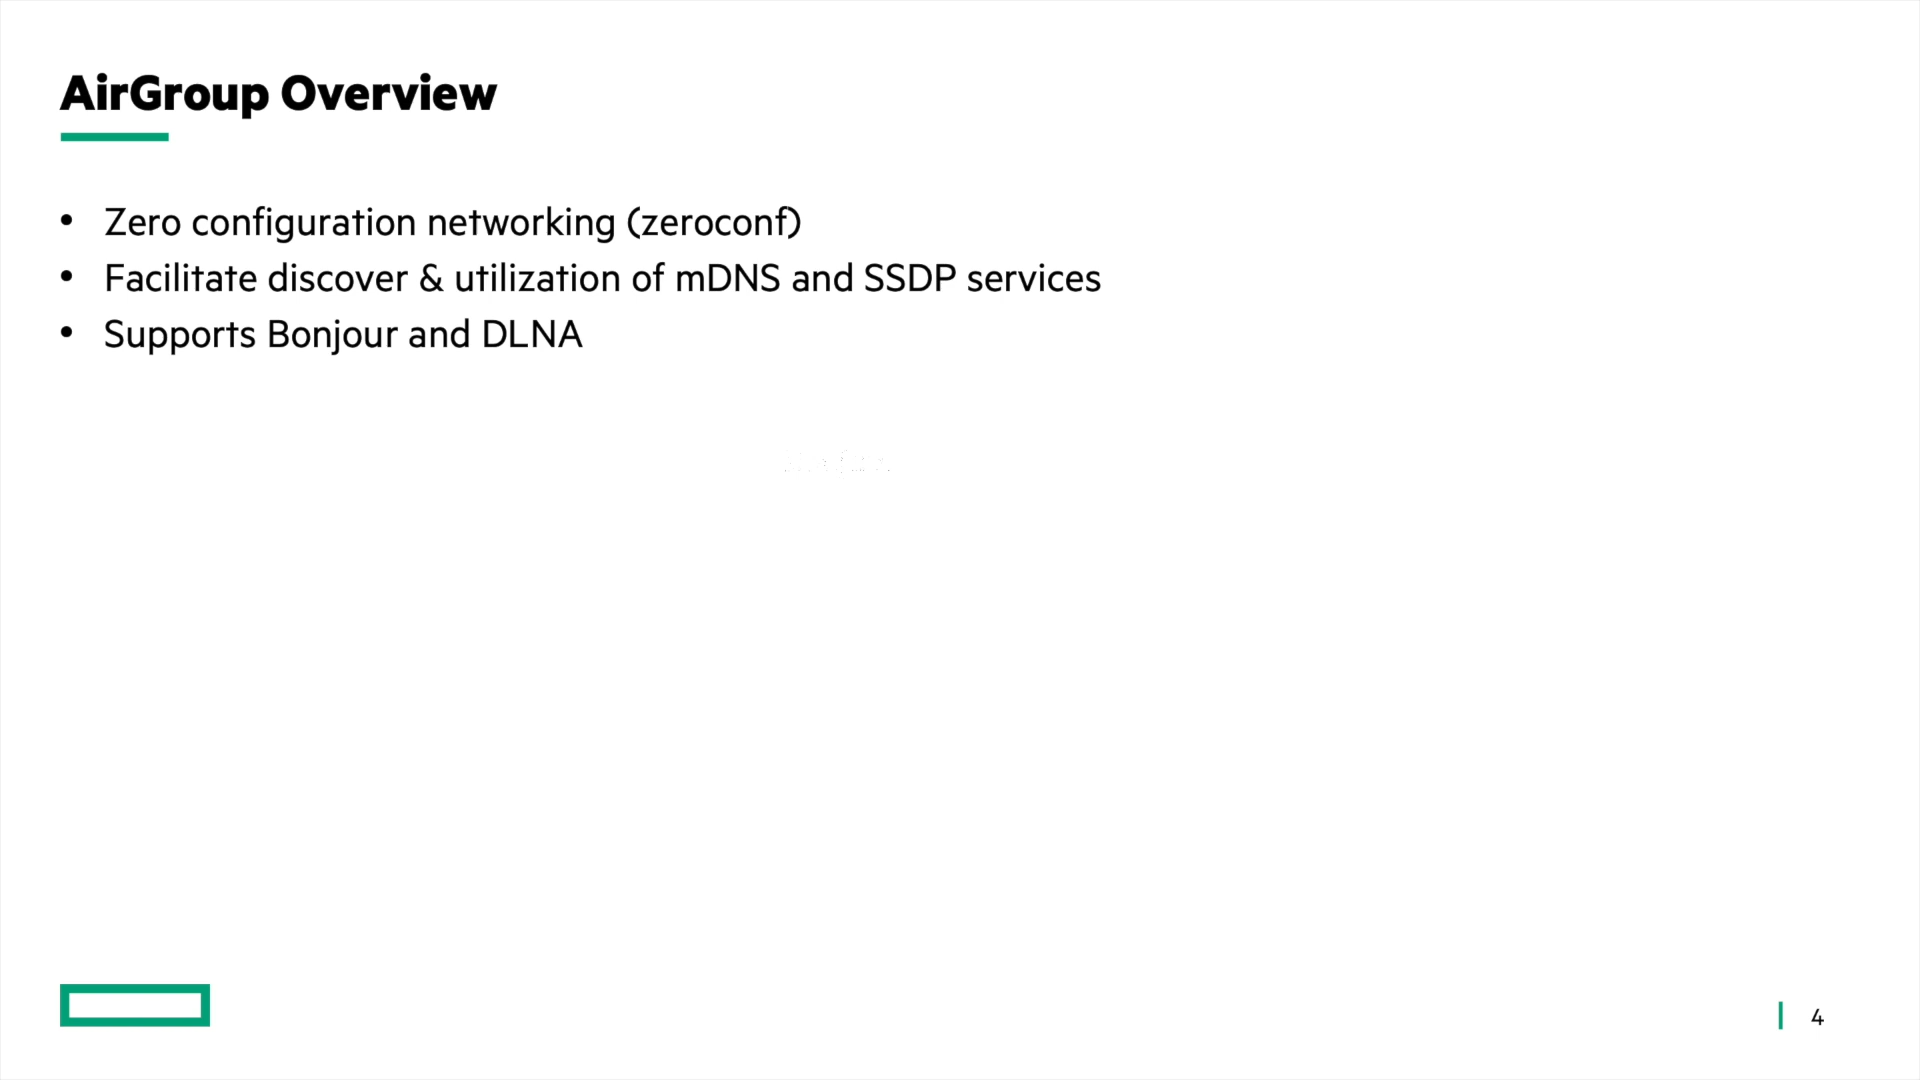 AirGroup Overview
• Zero configuration networking (zeroconf)
• Facilitate discover & utilization of mDNS and SSDP services
• Supports Bonjour and DLNA
4